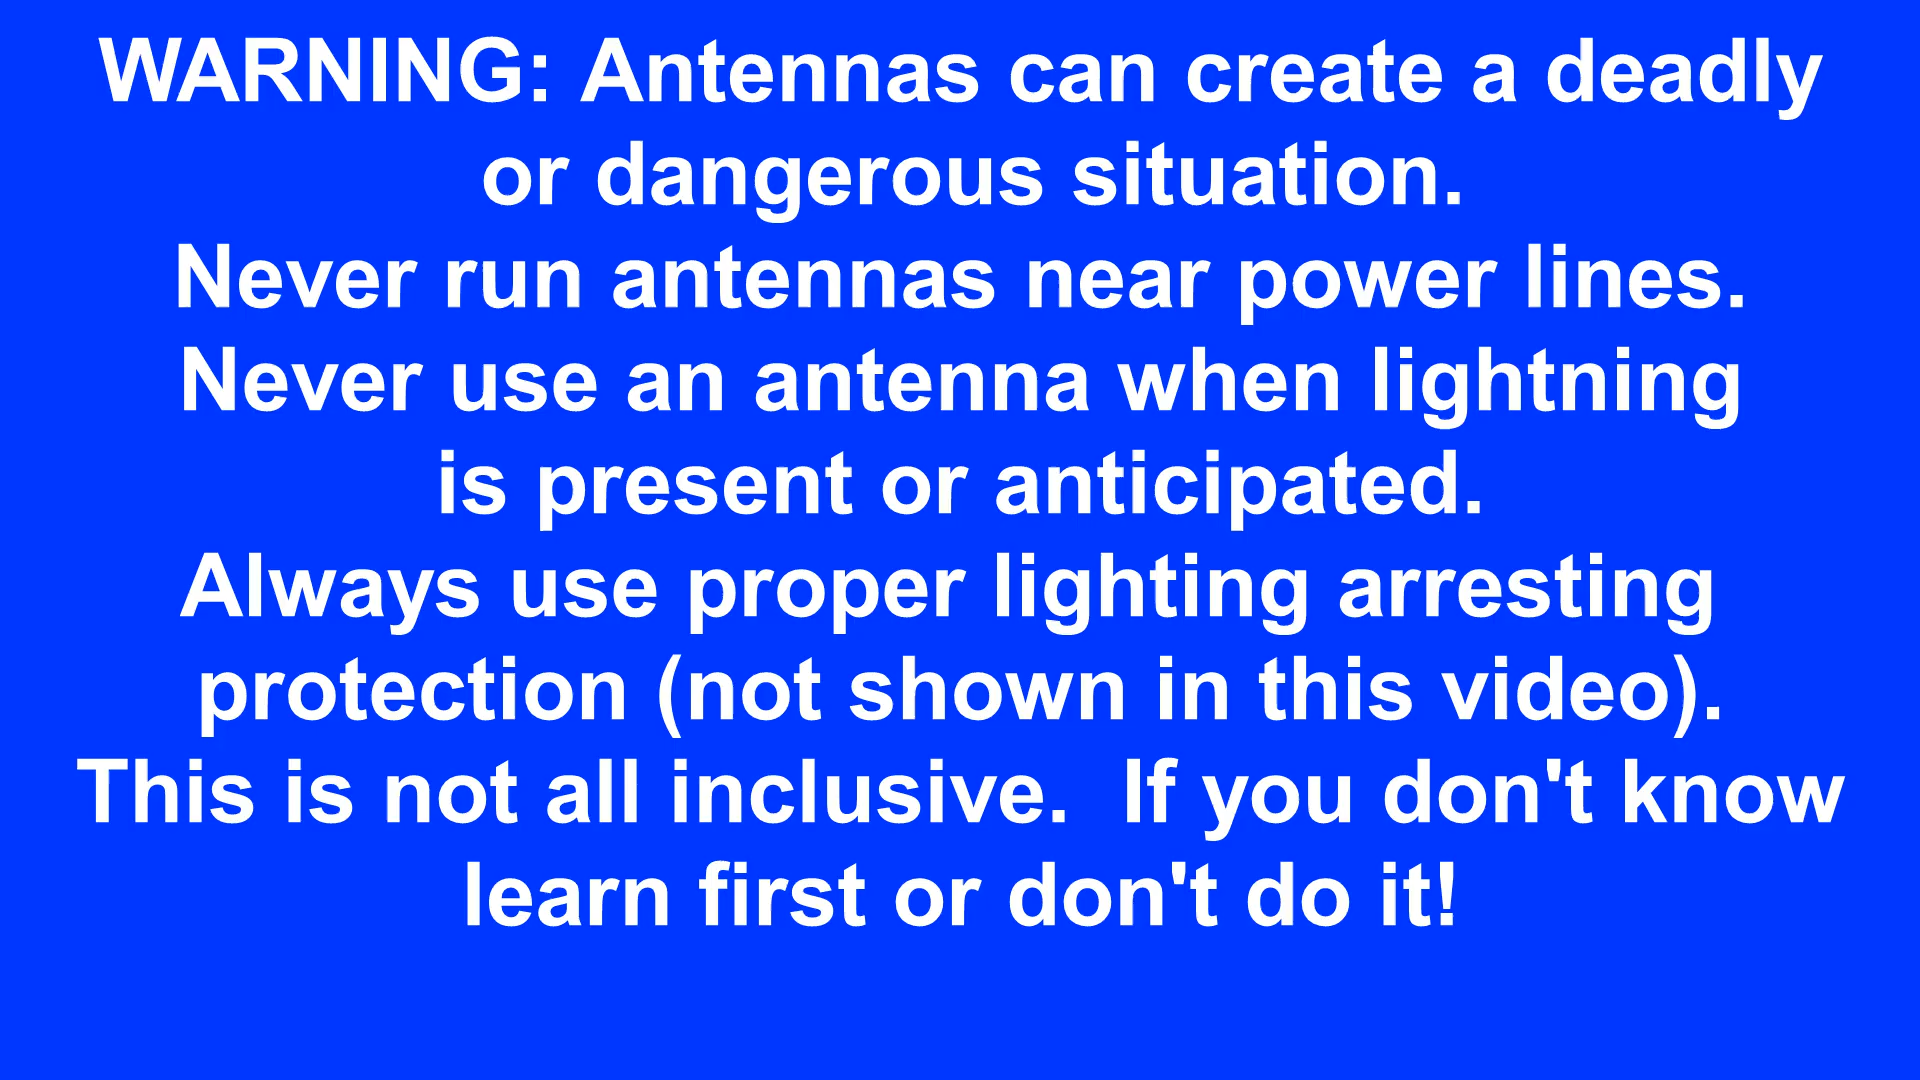 WARNING: Antennas can create a deadly
or dangerous situation.
Never run antennas near power lines.
Never use an antenna when lightning
is present or anticipated.
Always use proper lighting arresting
protection (not shown in this video).
This is not all inclusive.  If you don't know
learn first or don't do it!